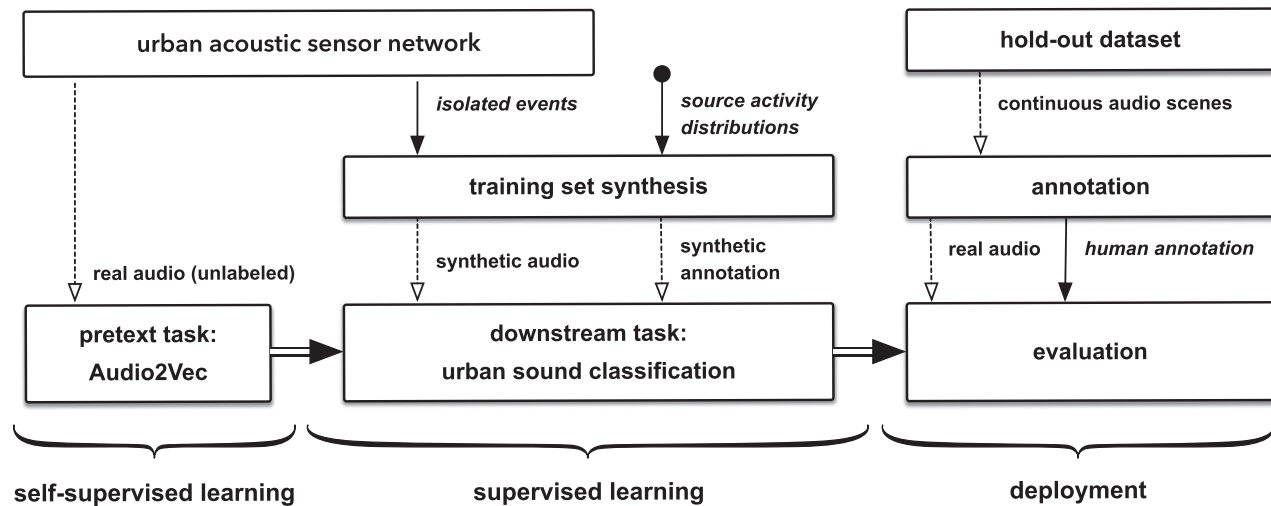 urban acoustic sensor network
hold-out dataset
isolated events
source activity
distributions
continuous audio scenes
training set synthesis
annotation
real audio (unlabeled)
synthetic audio
synthetic
annotation
real audio
human annotation
pretext task:
Audio2Vec
downstream task:
urban sound classification
evaluation
self-supervised learning
supervised learning
deployment